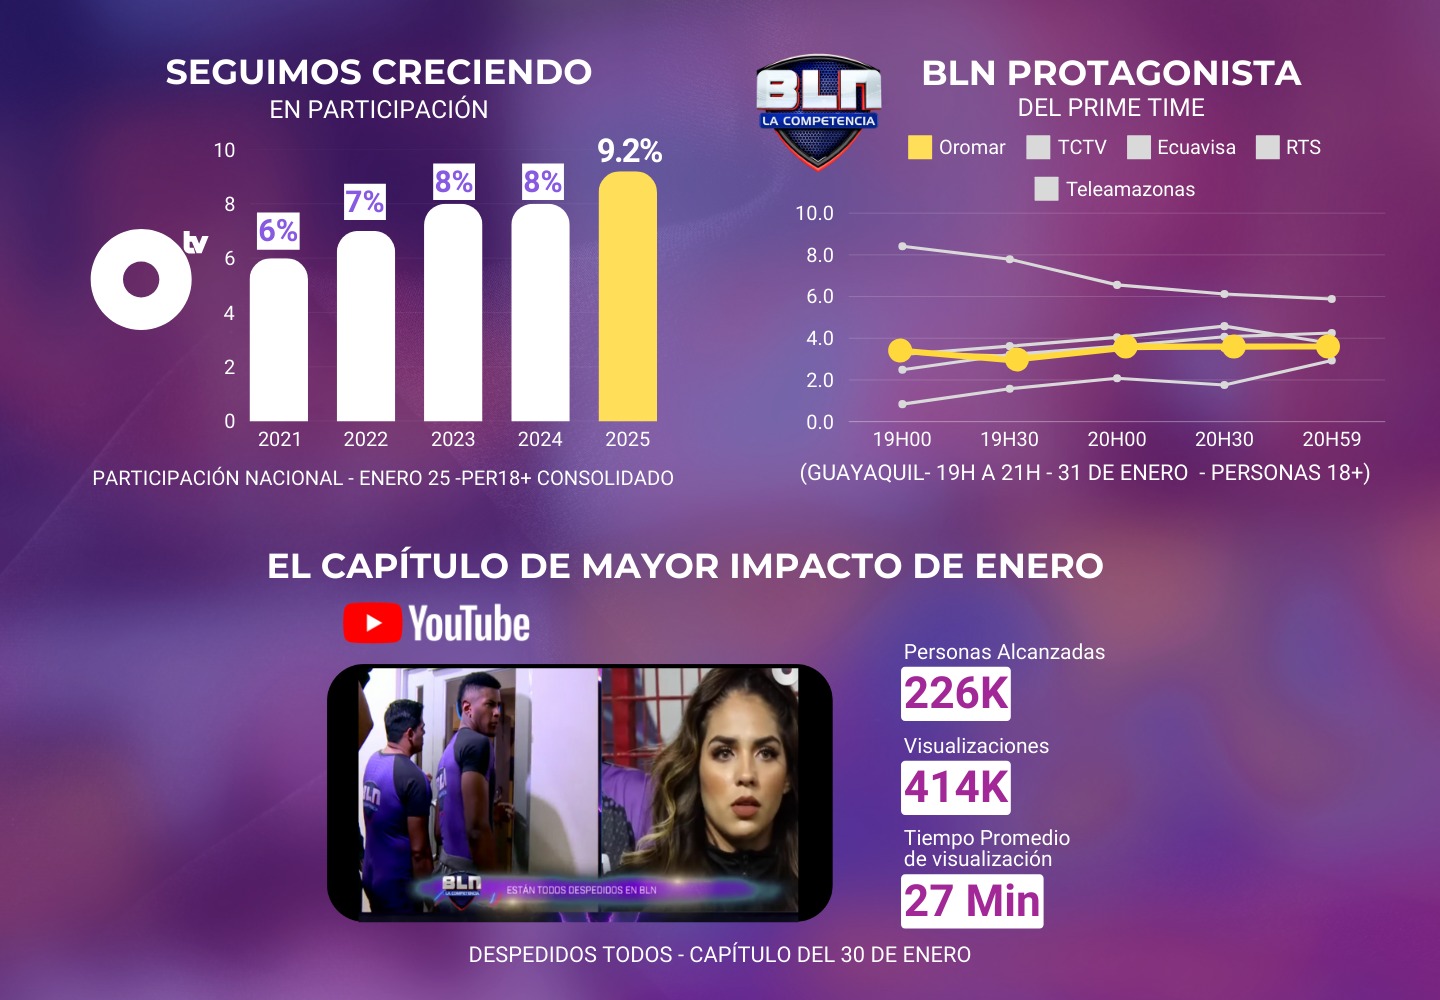 SEGUIMOS CRECIENDO
EN PARTICIPACIÓN
10
8
6
4
2
0
6%
7%
8%
8%
9.2%
2021
2022
2023
2024
2025
tv
PARTICIPACIÓN NACIONAL - ENERO 25 -PER18+ CONSOLIDADO
BLN
LA COMPETENCIA
BLN PROTAGONISTA
DEL PRIME TIME
Oromar
TCTV
Ecuavisa
RTS
Teleamazonas
10.0
8.0
6.0
4.0
2.0
0.0
19H00
19H30
20H00
20H30
20H59
(GUAYAQUIL- 19H A 21H - 31 DE ENERO - PERSONAS 18+)
EL CAPÍTULO DE MAYOR IMPACTO DE ENERO
YouTube
BLN
BLN
LA COMPETENCIA
ESTÁN TODOS DESPEDIDOS EN BLN
Personas Alcanzadas
226K
Visualizaciones
414K
Tiempo Promedio
de visualización
27 Min
DESPEDIDOS TODOS - CAPÍTULO DEL 30 DE ENERO